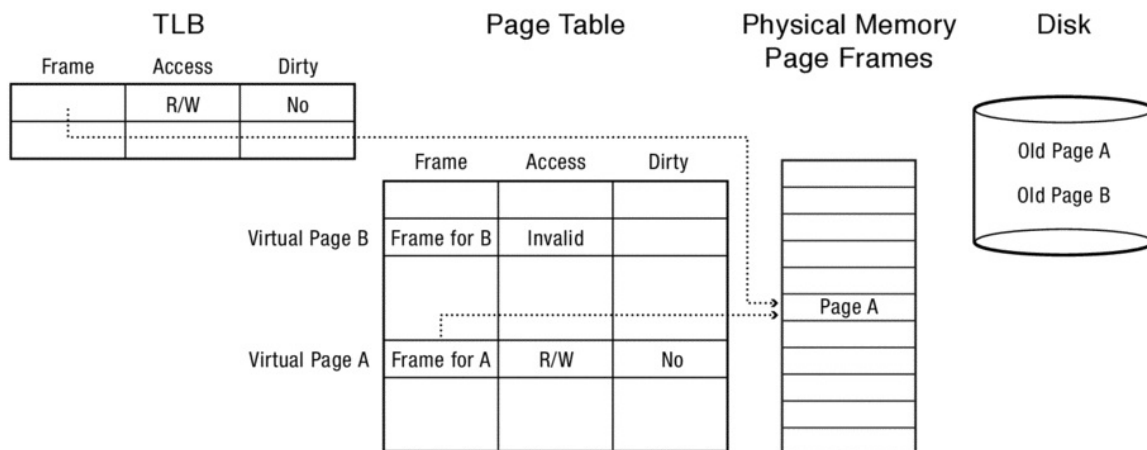 TLB
Page Table
Physical Memory
Page Frames
Disk
Frame Access Dirty
R/W No
Old Page A
Old Page B
Frame Access Dirty
Virtual Page B Frame for B Invalid
Page A
Virtual Page A Frame for A R/W No